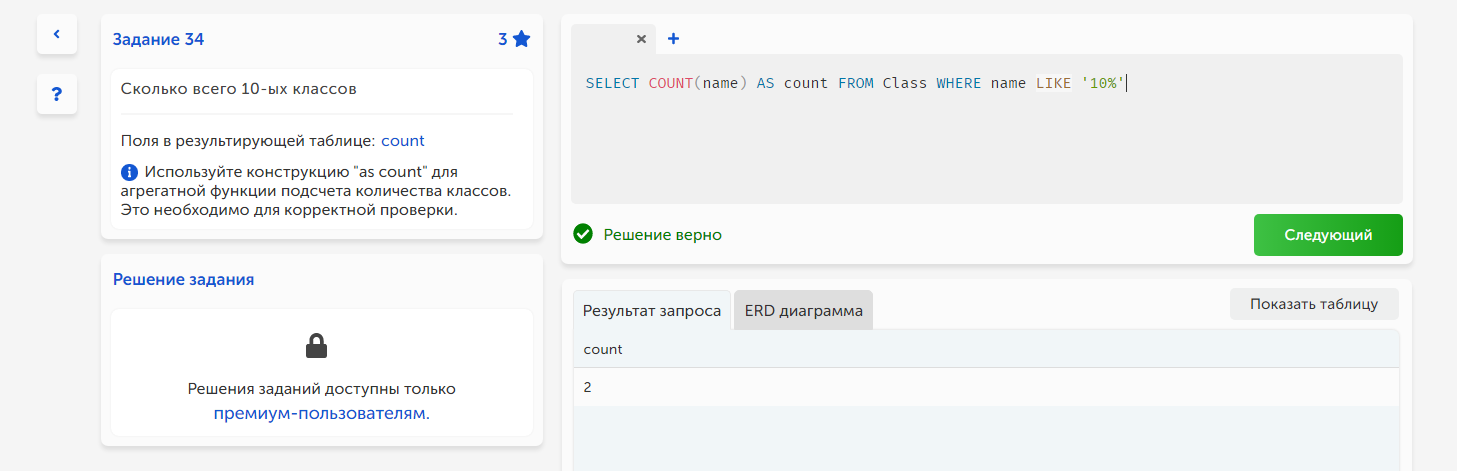 Задание 34
3
Сколько всего 10-ых классов
Поля в результирующей таблице: count
Используйте конструкцию "as count" для
агрегатной функции подсчета количества классов.
Это необходимо для корректной проверки.
Решение задания
Решения заданий доступны только
премиум-пользователям.
SELECT COUNT(name) AS count FROM Class WHERE name LIKE '10%'
Решение верно
Следующий
Результат запроса
ERD диаграмма
Показать таблицу
count
2